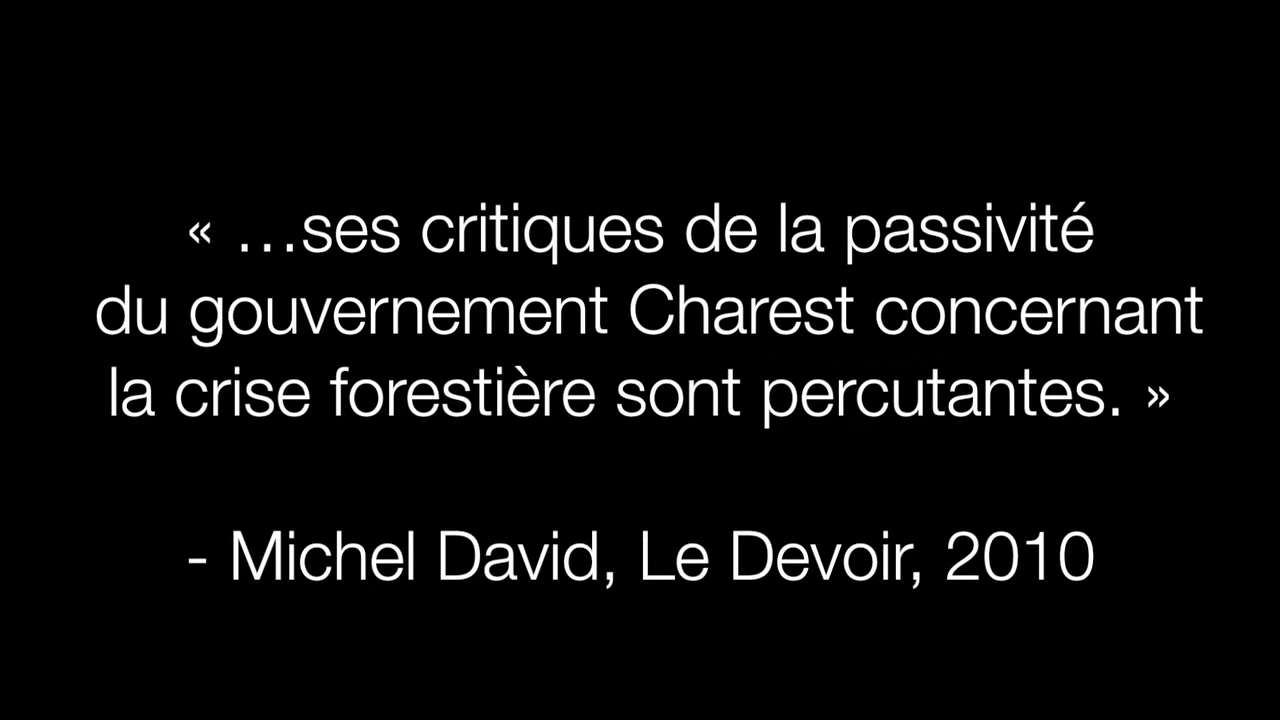 « …ses critiques de la passivité
du gouvernement Charest concernant
la crise forestière sont percutantes. »
- Michel David, Le Devoir, 2010